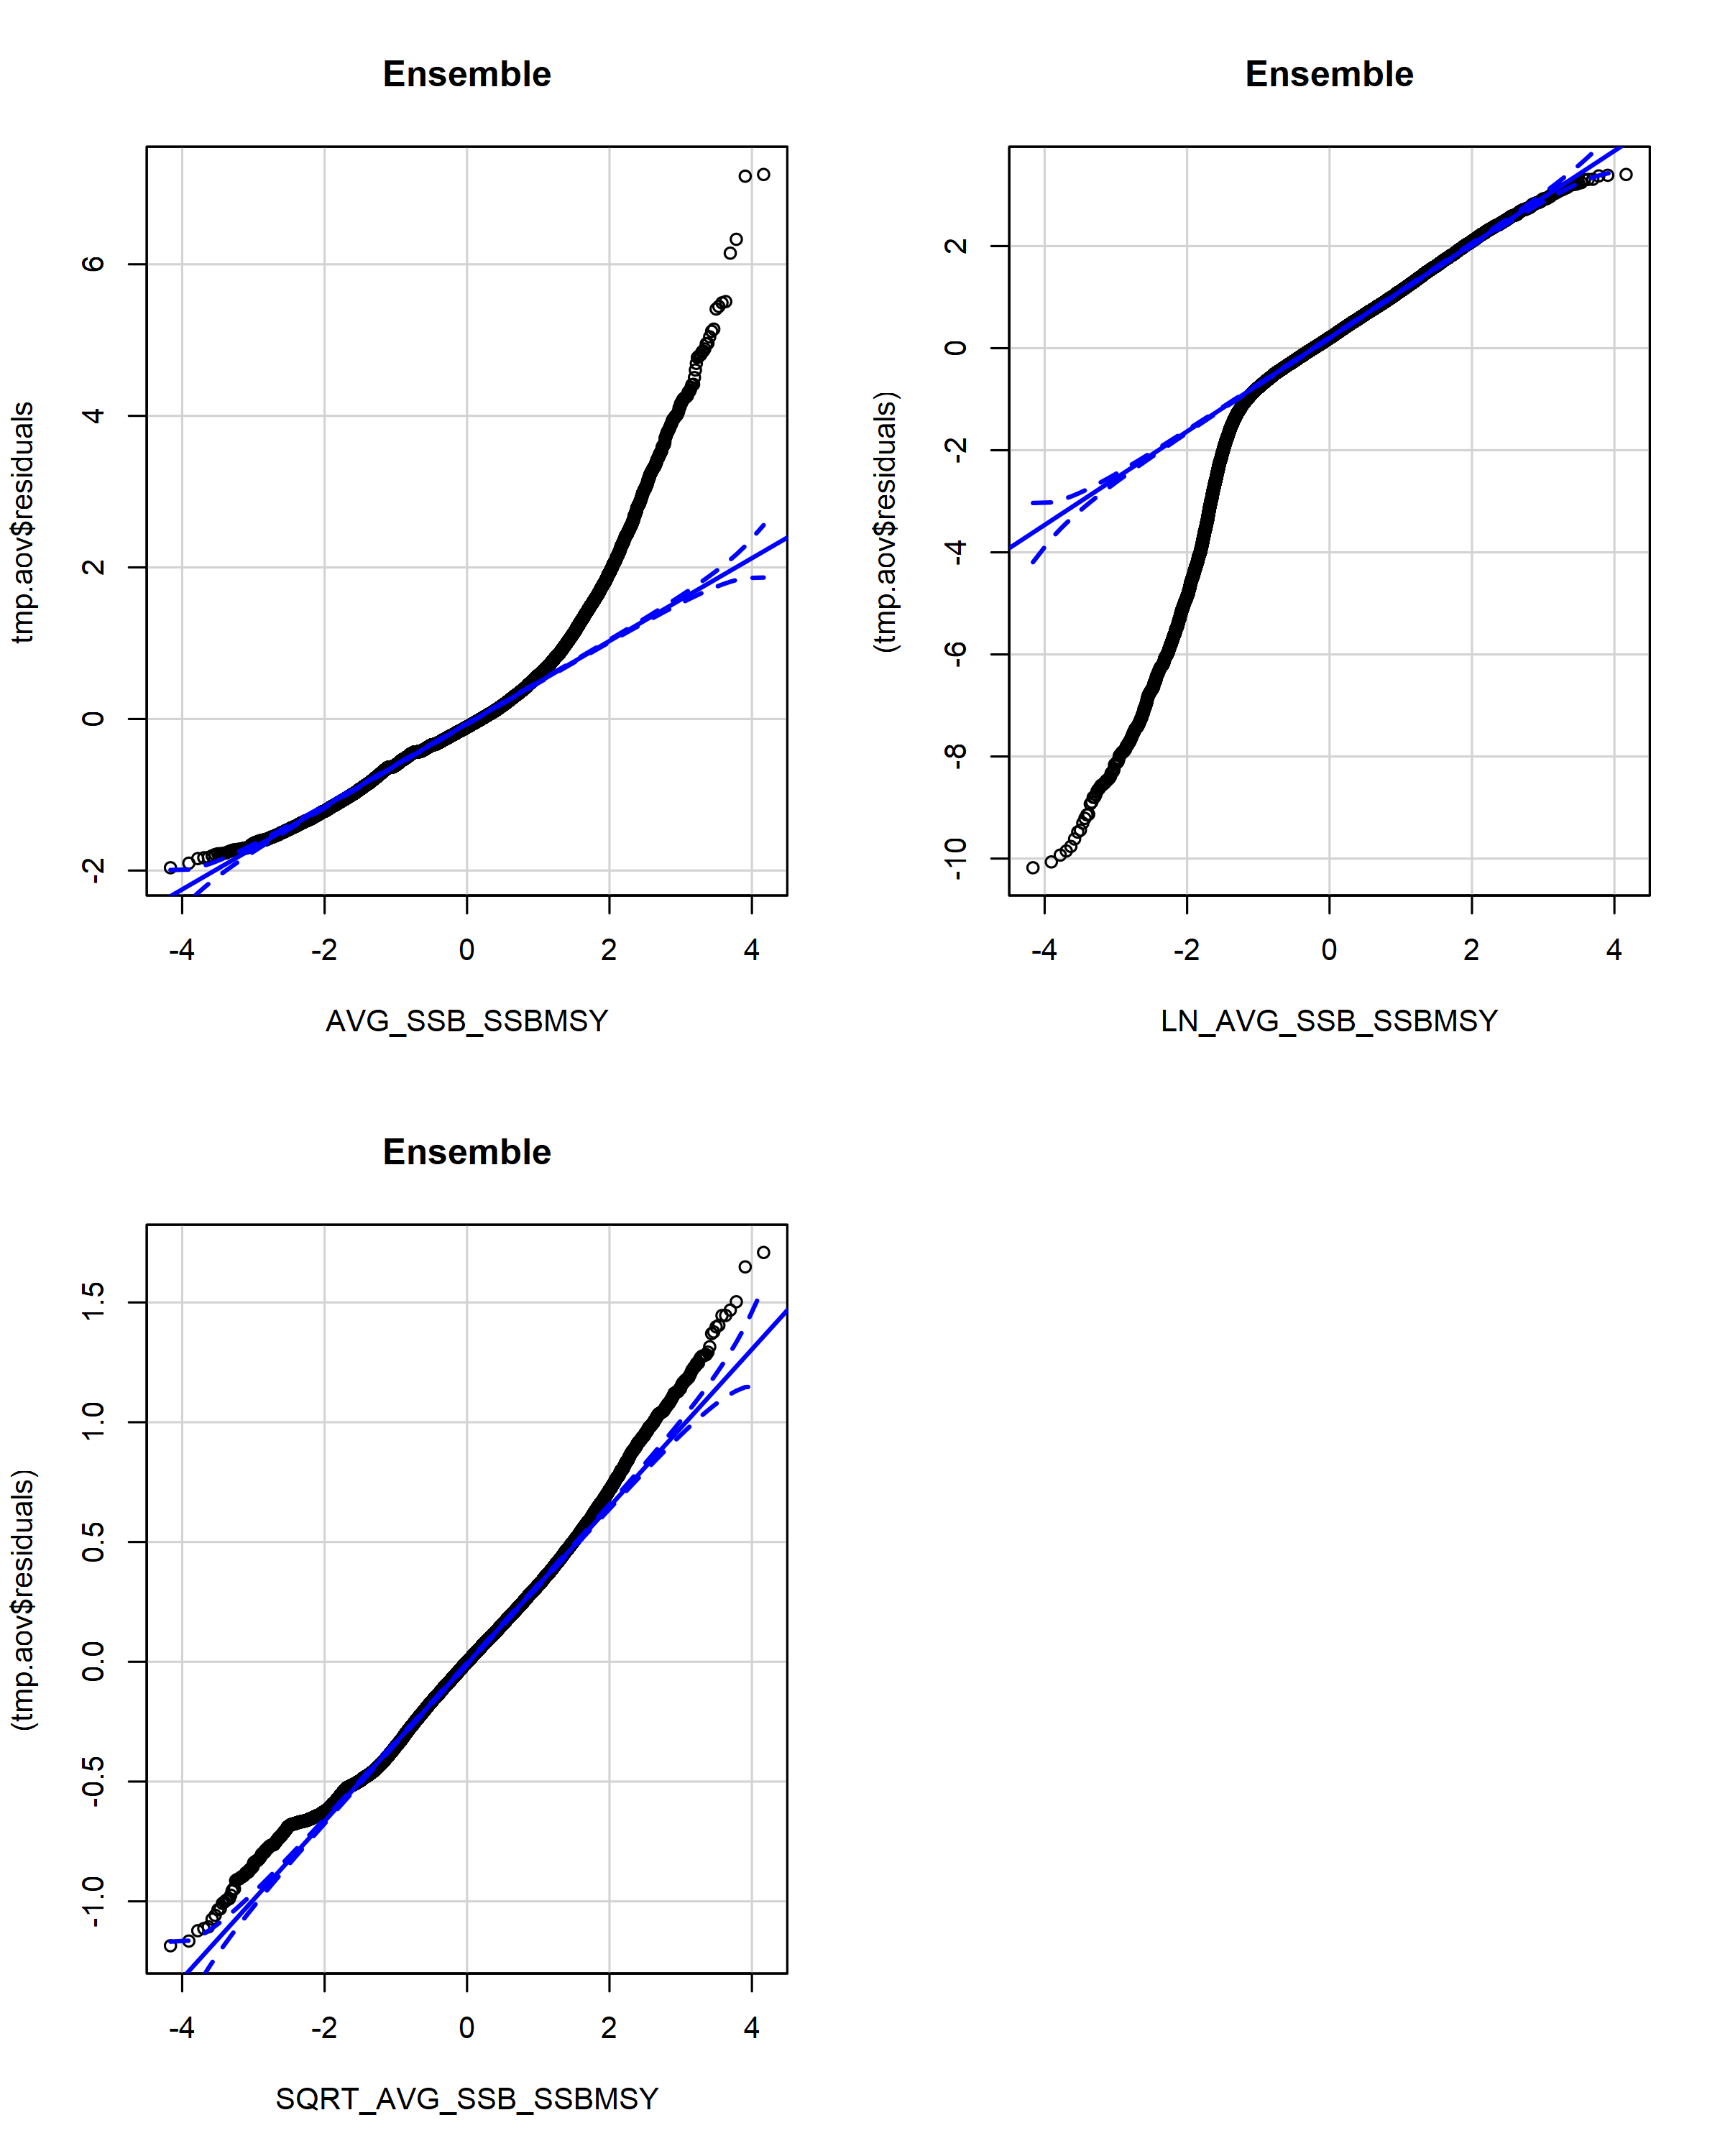 Ensemble
tmp.aov$residuals
6
4
2
0
-2
-4 -2 0 2 4
AVG_SSB_SSBMSY
Ensemble
(tmp.aov$residuals)
2
0
-2
-4
-6
-8
-10
-4 -2 0 2 4
LN_AVG_SSB_SSBMSY
Ensemble
(tmp.aov$residuals)
1.5
1.0
0.5
0.0
-0.5
-1.0
-4 -2 0 2 4
SQRT_AVG_SSB_SSBMSY